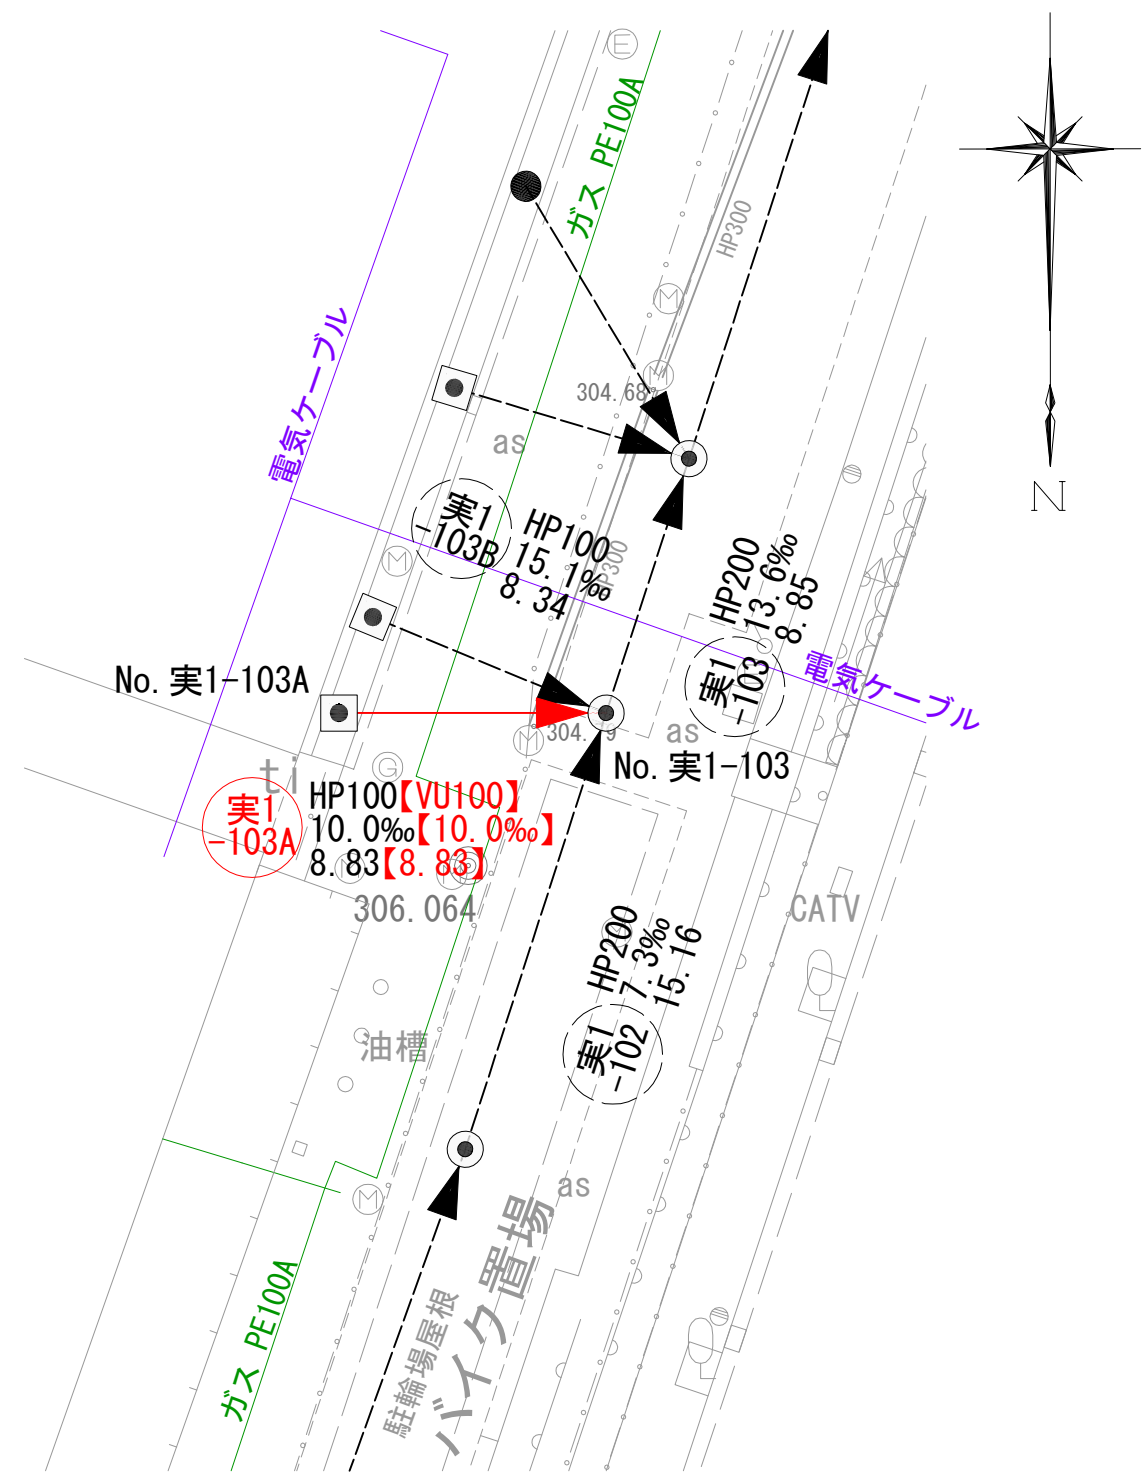 E
ガス PE100A
HP300
M
N
電気ケーブル
304.68
M
as
実1
-103B
HP100
15.1‰
8.34
HP300
M
HP200
13.6‰
8.85
実1
-103
電気ケーブル
No.実1-103A
304.79
as
M
No.実1-103
ti
G
実1
-103A
HP100【VU100】
10.0‰【10.0‰】
8.83【8.83】
306.064
CATV
HP200
7.3‰
15.16
実1
-102
油槽
M
as
バイク置場
駐輪場屋根
ガス PE100A